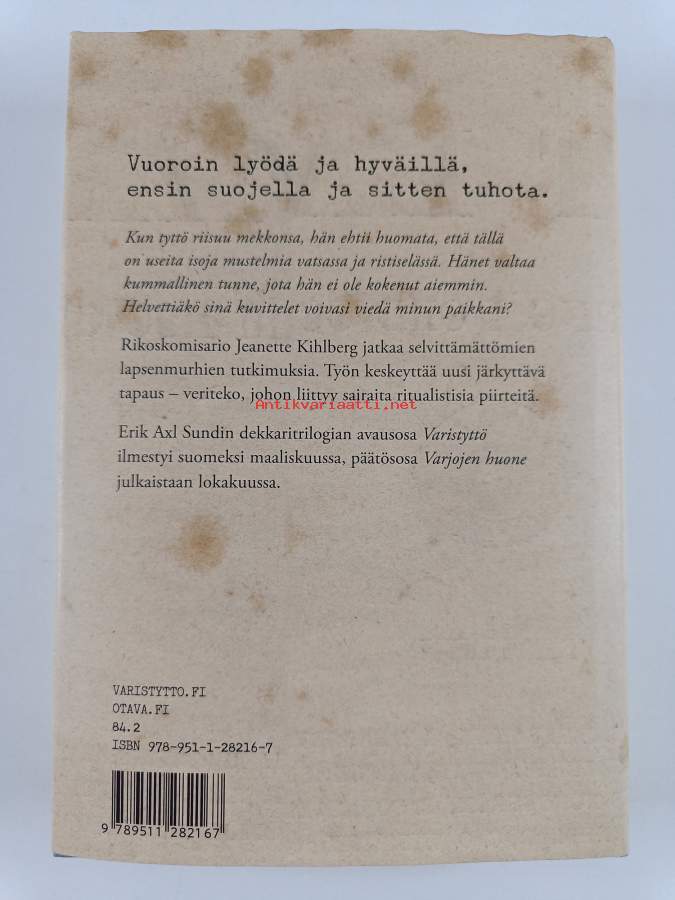 Vuoroin lyödä ja hyväillä,
ensin suojella ja sitten tuhota.
Kun tyttö riisuu mekkonsa, hän ehtii huomata, että tällä
on useita isoja mustelmia vatsassa ja ristiselässä. Hänet valtaa
kummallinen tunne, jota hän ei ole kokenut aiemmin.
Helvettiäkö sinä kuvittelet voivasi viedä minun paikkani?
Rikoskomisario Jeanette Kihlberg jatkaa selvittämättömien
lapsenmurhien tutkimuksia. Työn keskeyttää uusi järkyttävä
tapaus – veriteko, johon liittyy sairaita ritualistisia piirteitä.
Antikvariaatti.net
Erik Axl Sundin dekkaritrilogian avausosa Varistyttö
ilmestyi suomeksi maaliskuussa, päätösosa Varjojen huone
julkaistaan lokakuussa.
VARISTYTTO.FI
OTAVA.FI
84.2
ISBN 978-951-1-28216-7
9 789511 282167